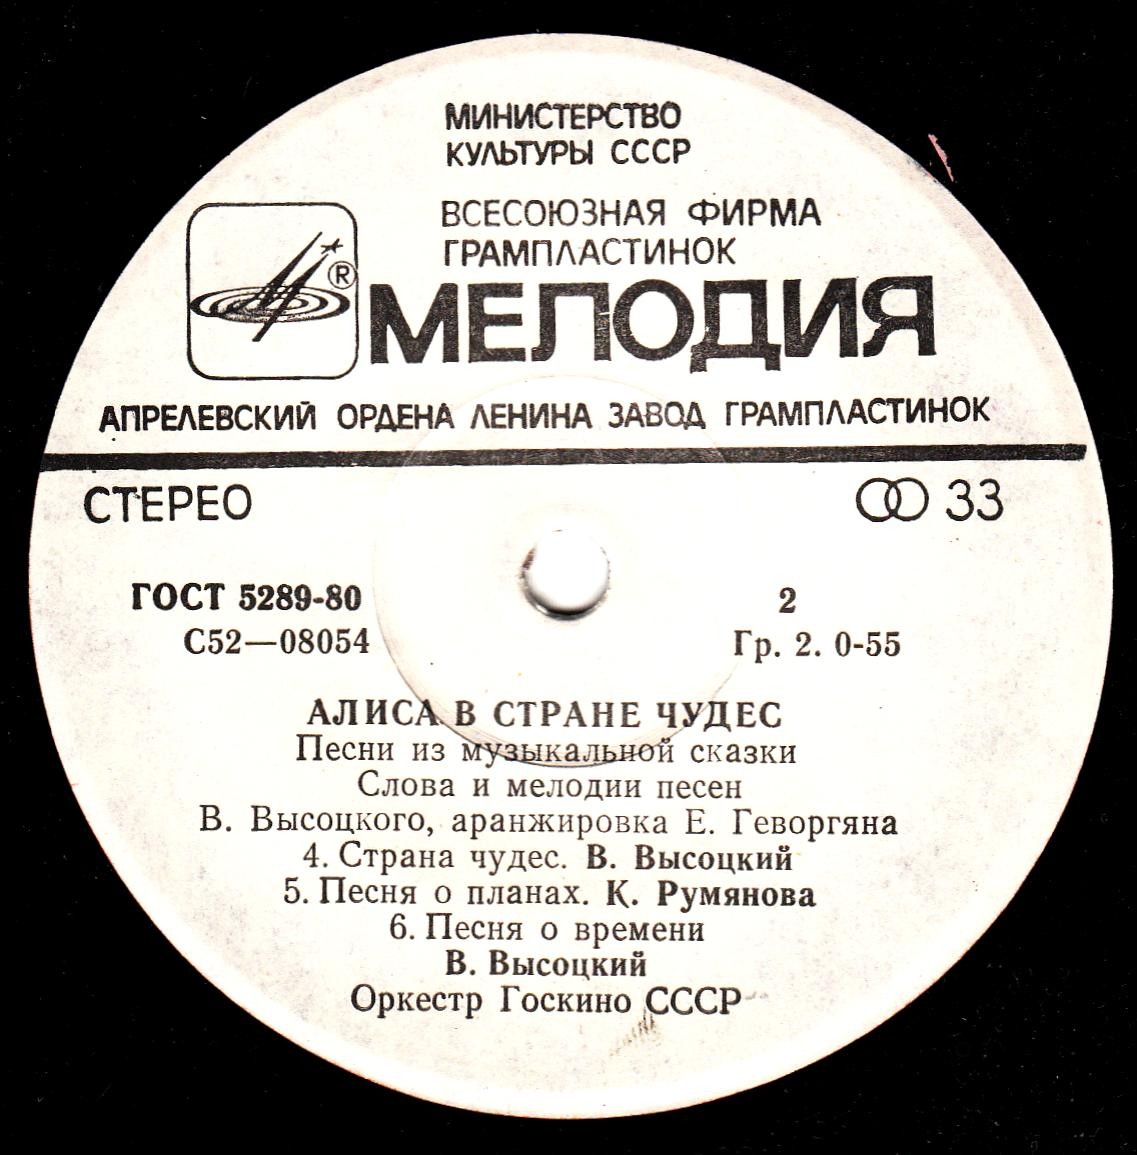 МИНИСТЕРСТВО
КУЛЬТУРЫ СССР
ВСЕСОЮЗНАЯ ФИРМА
ГРАМПЛАСТИНОК
®
МЕЛОДИЯ
АПРЕЛЕВСКИЙ ОРДЕНА ЛЕНИНА ЗАВОД ГРАМПЛАСТИНОК
СТЕРЕО
33
ГОСТ 5289-80
2
С52—08054
Гр. 2. 0-55
АЛИСА В СТРАНЕ ЧУДЕС
Песни из музыкальной сказки
Слова и мелодии песен
В. Высоцкого, аранжировка Е. Геворгяна
4. Страна чудес. В. Высоцкий
5. Песня о планах. К. Румянова
6. Песня о времени
В. Высоцкий
Оркестр Госкино СССР